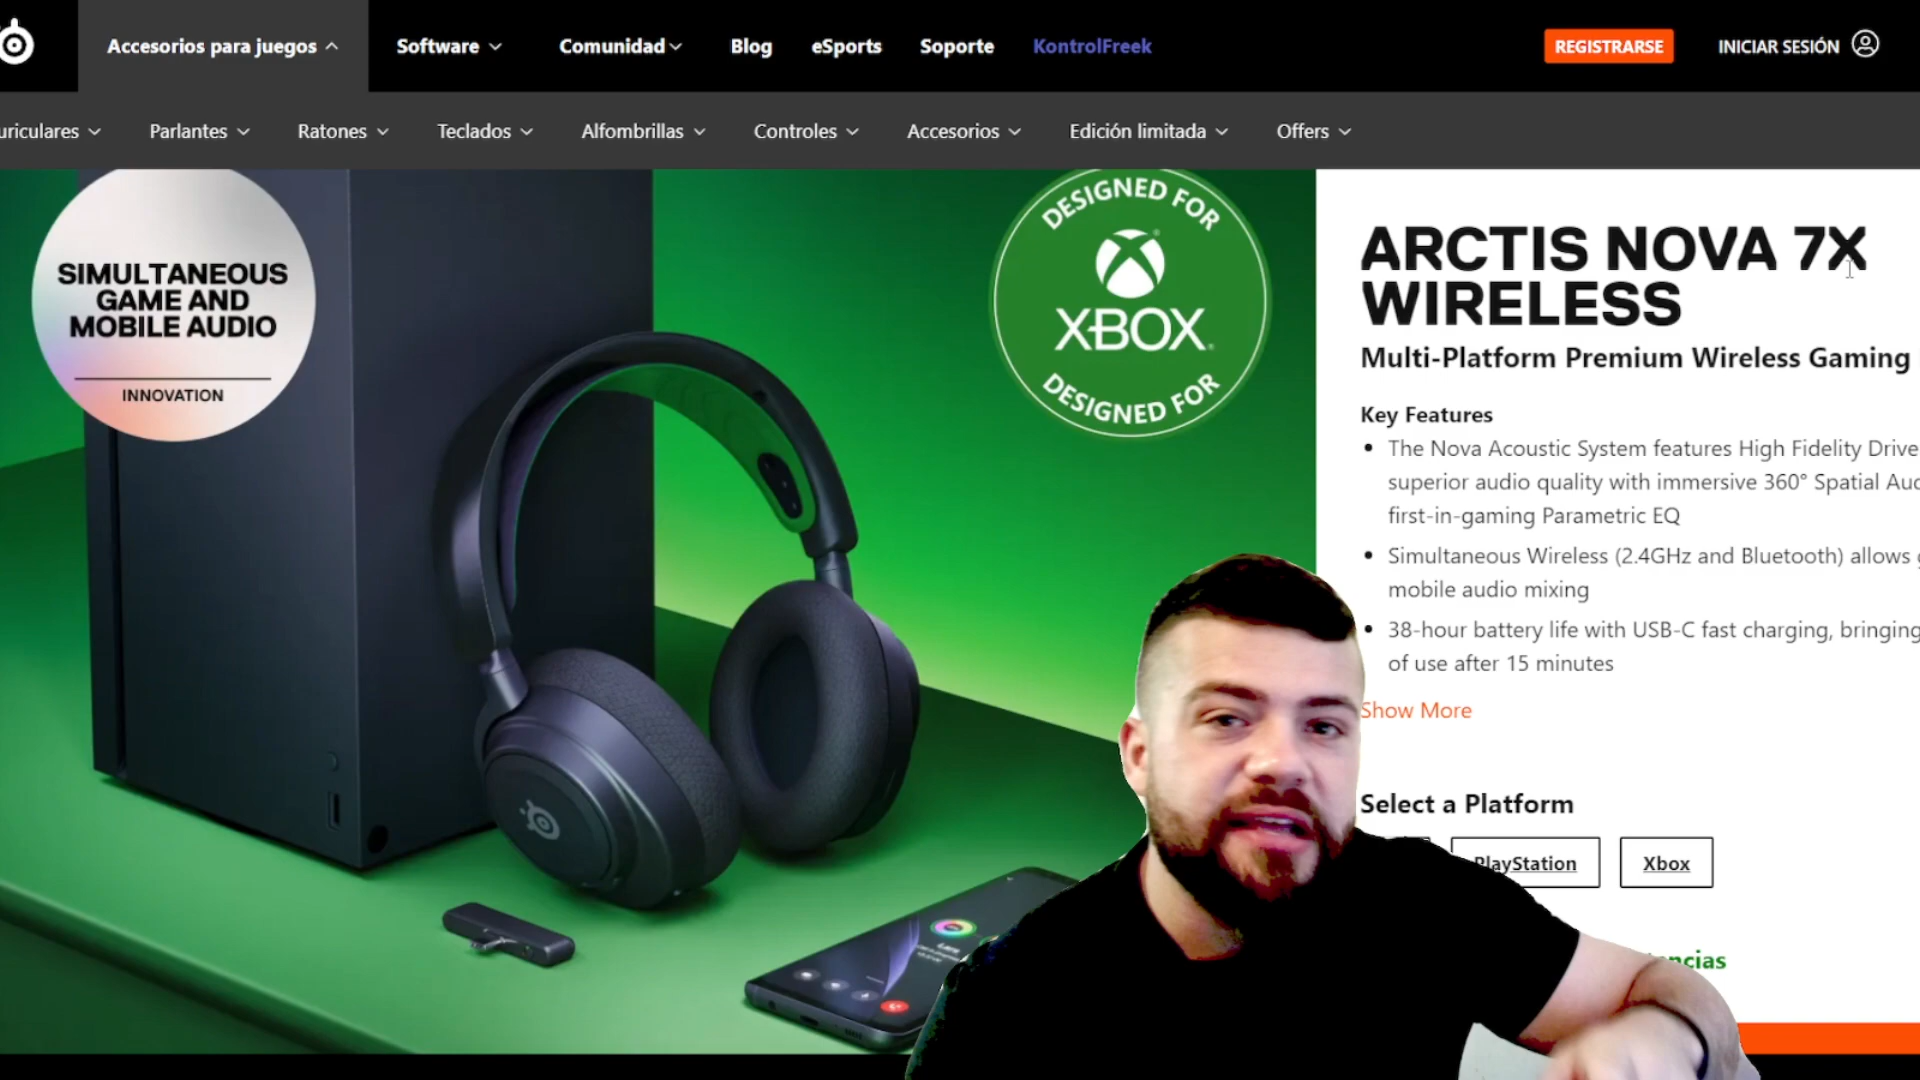 Accesorios para juegos
Software
Comunidad
Blog
eSports
Soporte
KontrolFreek
REGISTRARSE
INICIAR SESIÓN
Parlantes
Ratones
Teclados
Alfombrillas
Controles
Accesorios
Edición limitada
Offers
SIMULTANEOUS
GAME AND
MOBILE AUDIO
INNOVATION
DESIGNED FOR
XBOX
DESIGNED FOR
ARCTIS NOVA 7X
WIRELESS
Multi-Platform Premium Wireless Gaming
Key Features
The Nova Acoustic System features High Fidelity
superior audio quality with immersive 360° Spatial
first-in-gaming Parametric EQ
Simultaneous Wireless (2.4GHz and Bluetooth) allows
mobile audio mixing
38-hour battery life with USB-C fast charging, bringing
of use after 15 minutes
Show More
Select a Platform
PlayStation
Xbox